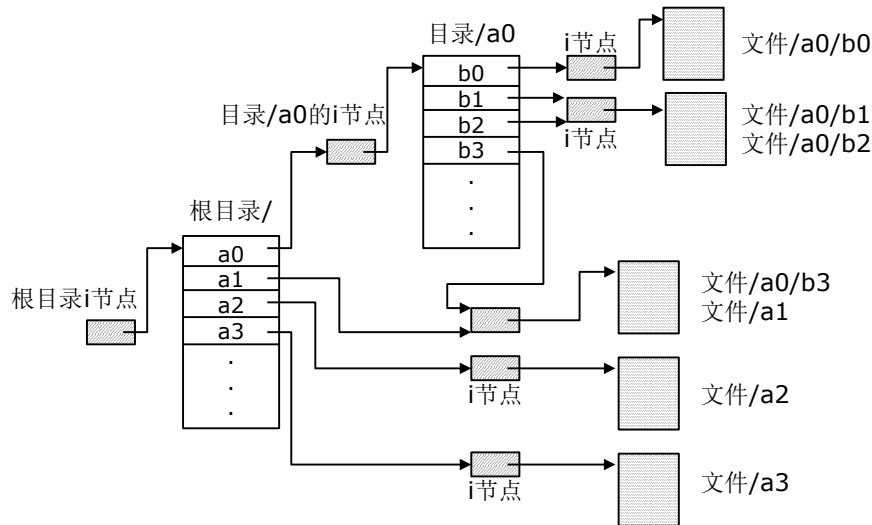 目录/a0
i节点
文件/a0/b0
b0
b1
b2
b3
.
.
.
i节点
文件/a0/b1
文件/a0/b2
目录/a0的i节点
根目录/
a0
a1
a2
a3
.
.
.
根目录i节点
文件/a0/b3
文件/a1
i节点
文件/a2
i节点
文件/a3